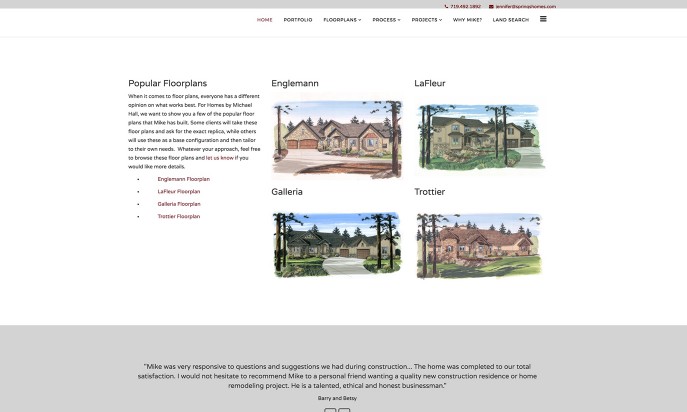 719.492.1892 jennifer@springshomes.com
HOME PORTFOLIO FLOORPLANS PROCESS PROJECTS WHY MIKE? LAND SEARCH
Popular Floorplans
When it comes to floor plans, everyone has a different
opinion on what works best. For Homes by Michael
Hall, we want to show you a few of the popular floor
plans that Mike has built. Some clients will take these
floor plans and ask for the exact replica, while others
will use these as a base configuration and then tailor
to their own needs. Whatever your approach, feel free
to browse these floor plans and let us know if you
would like more details.
• Englemann Floorplan
• LaFleur Floorplan
• Galleria Floorplan
• Trottier Floorplan
Englemann
LaFleur
Galleria
Trottier
"Mike was very responsive to questions and suggestions we had during construction... The home was completed to our total
satisfaction. I would not hesitate to recommend Mike to a personal friend wanting a quality new construction residence or home
remodeling project. He is a talented, ethical and honest businessman."
Barry and Betsy